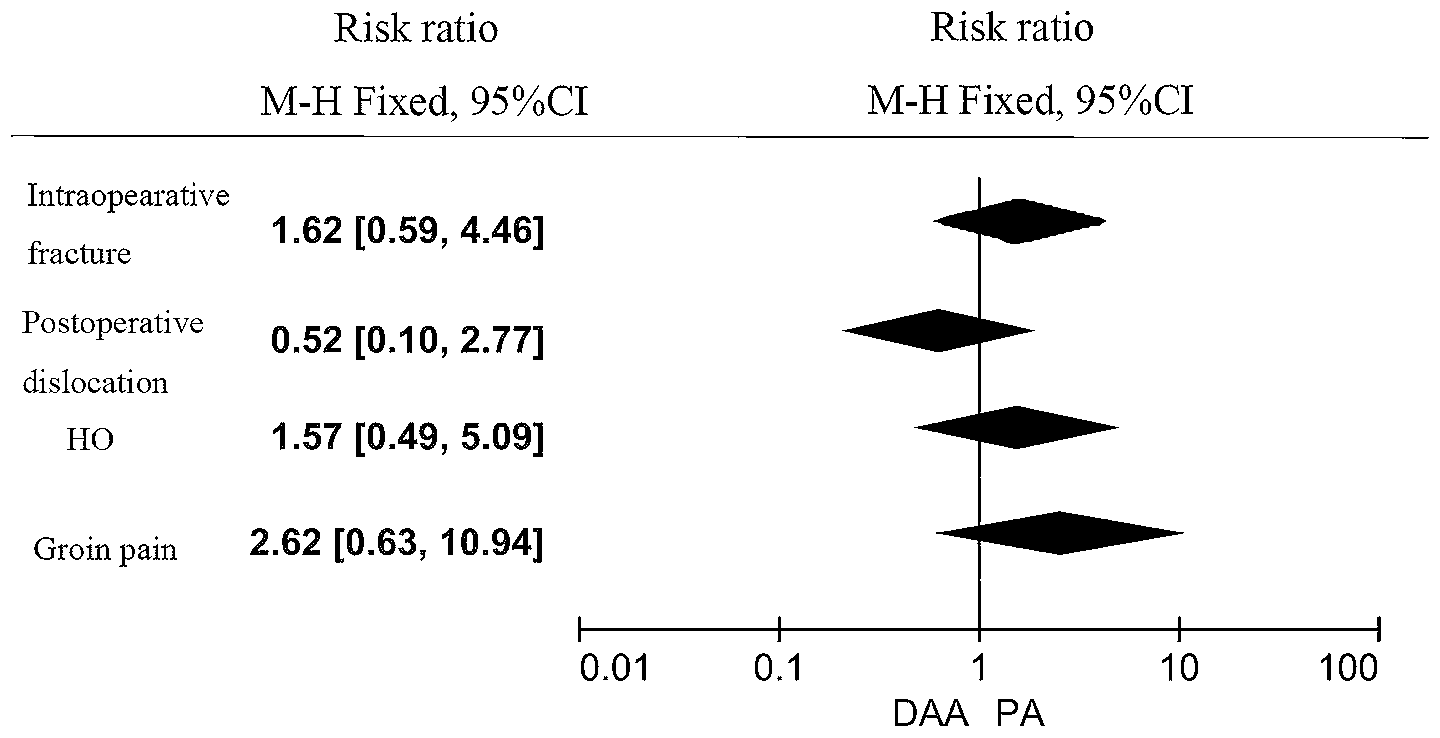 Risk ratio Risk ratio
M-H Fixed, 95%CI M-H Fixed, 95%CI
Intraopearative
fracture
1.62 [0.59, 4.46]
Postoperative
dislocation
0.52 [0.10, 2.77]
HO 1.57 [0.49, 5.09]
Groin pain 2.62 [0.63, 10.94]
0.01 0.1 1 10 100
DAA PA